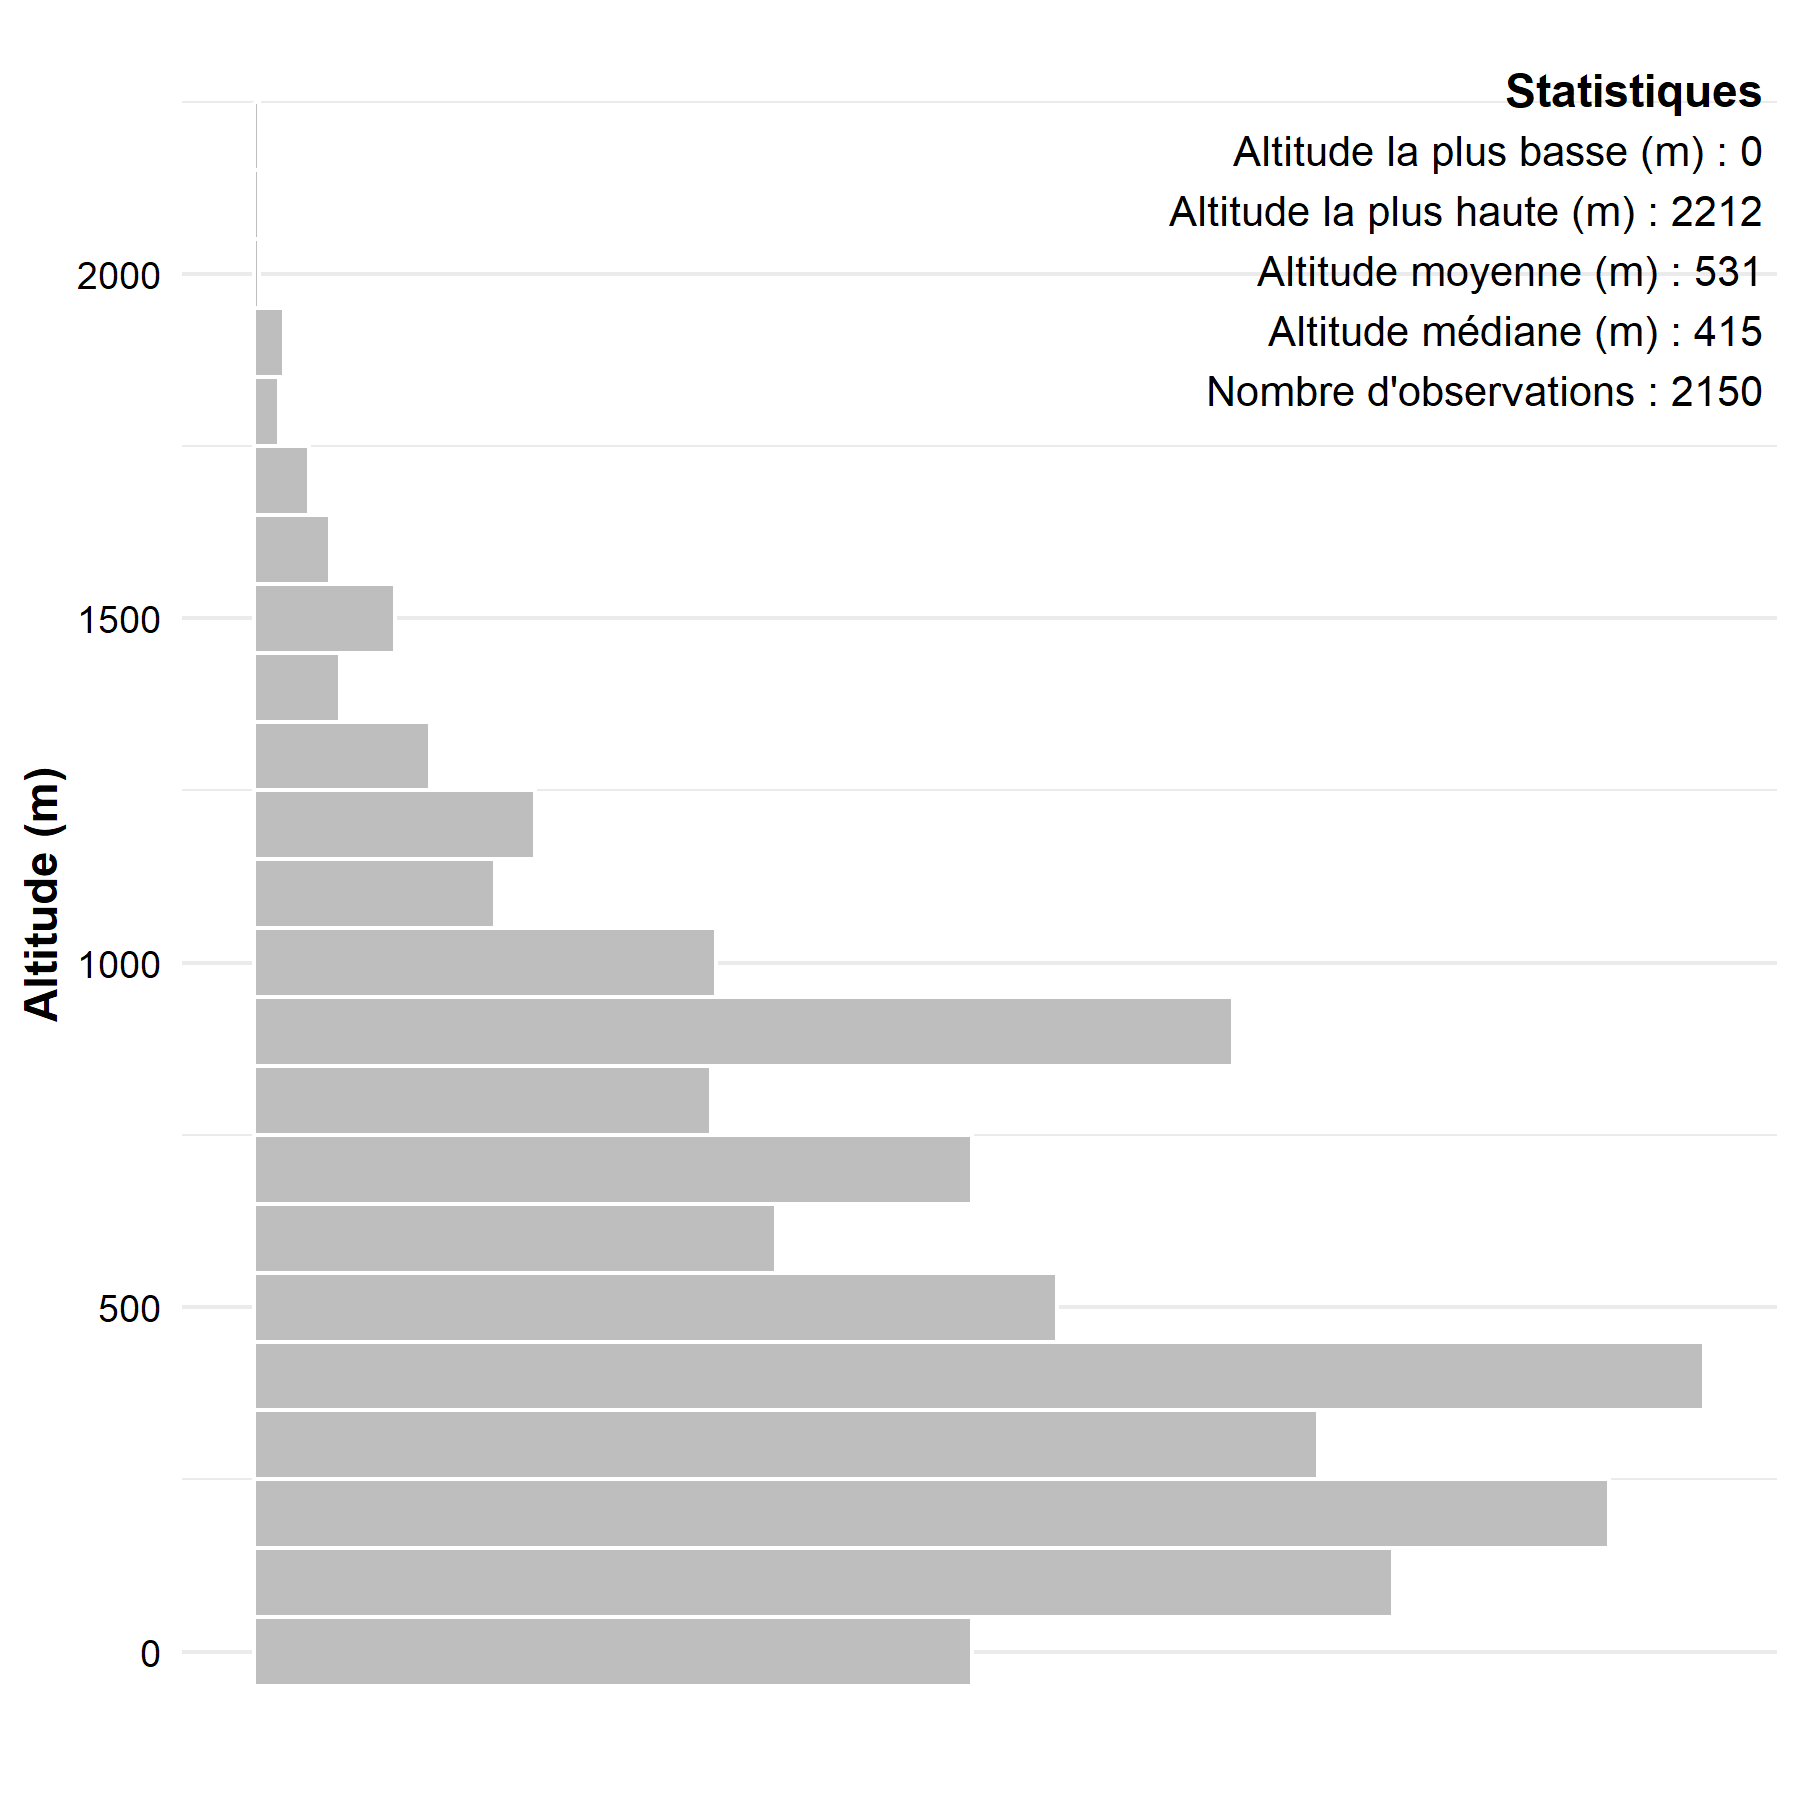 Statistiques
Altitude la plus basse (m) : 0
Altitude la plus haute (m) : 2212
Altitude moyenne (m) : 531
Altitude médiane (m) : 415
Nombre d'observations : 2150
Altitude (m)
2000
1500
1000
500
0